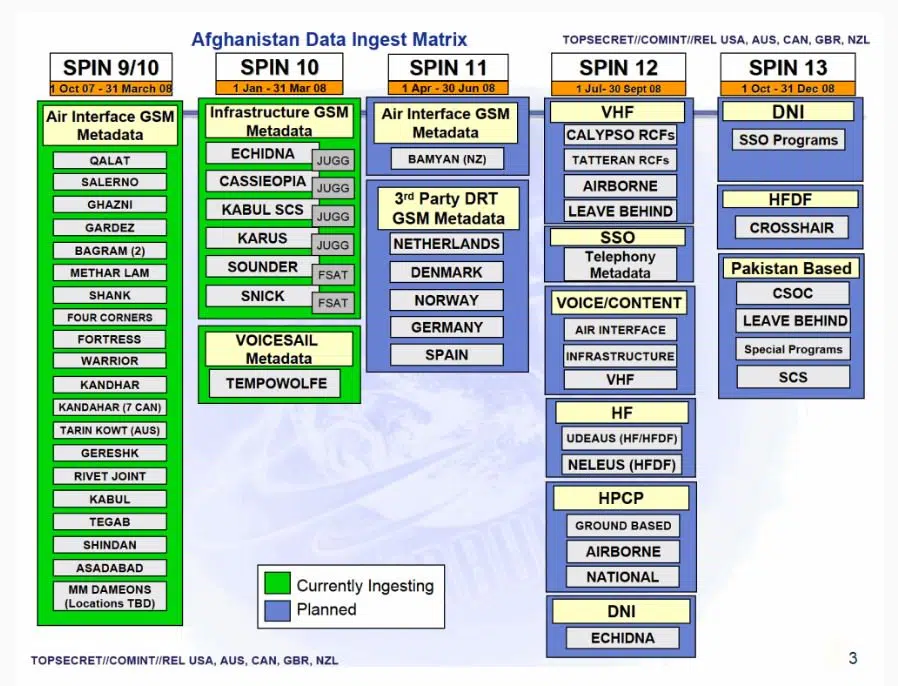 Afghanistan Data Ingest Matrix
TOPSECRET//COMINT//REL USA, AUS, CAN, GBR, NZL
SPIN 9/10
1 Oct 07 - 31 March 08
Air Interface GSM
Metadata
QALAT
SALERNO
GHAZNI
GARDEZ
BAGRAM (2)
METHAR LAM
SHANK
FOUR CORNERS
FORTRESS
WARRIOR
KANDHAR
KANDAHAR (7 CAN)
TARIN KOWT (AUS)
GERESHK
RIVET JOINT
KABUL
TEGAB
SHINDAN
ASADABAD
MM DAMEONS
(Locations TBD)
SPIN 10
1 Jan - 31 Mar 08
Infrastructure GSM
Metadata
ECHIDNA
JUGG
CASSIEOPIA
JUGG
KABUL SCS
JUGG
KARUS
JUGG
SOUNDER
FSAT
SNICK
FSAT
VOICESAIL
Metadata
TEMPOWOLFE
SPIN 11
1 Apr - 30 Jun 08
Air Interface GSM
Metadata
BAMYAN (NZ)
3rd Party DRT
GSM Metadata
NETHERLANDS
DENMARK
NORWAY
GERMANY
SPAIN
SPIN 12
1 Jul- 30 Sept 08
VHF
CALYPSO RCFs
TATTERAN RCFs
AIRBORNE
LEAVE BEHIND
SSO
Telephony
Metadata
VOICE/CONTENT
AIR INTERFACE
INFRASTRUCTURE
VHF
HF
UDEAUS (HF/HFDF)
NELEUS (HFDF)
HPCP
GROUND BASED
AIRBORNE
NATIONAL
DNI
ECHIDNA
SPIN 13
1 Oct - 31 Dec 08
DNI
SSO Programs
HFDF
CROSSHAIR
Pakistan Based
CSOC
LEAVE BEHIND
Special Programs
SCS
Currently Ingesting
Planned
TOPSECRET//COMINT//REL USA, AUS, CAN, GBR, NZL
3